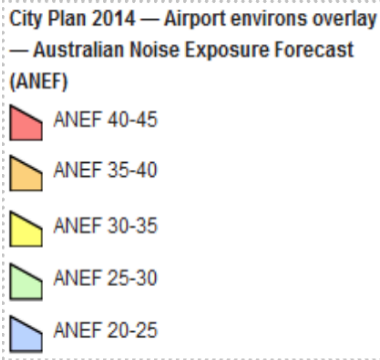 City Plan 2014 — Airport environs overlay
— Australian Noise Exposure Forecast
(ANEF)
ANEF 40-45
ANEF 35-40
ANEF 30-35
ANEF 25-30
ANEF 20-25